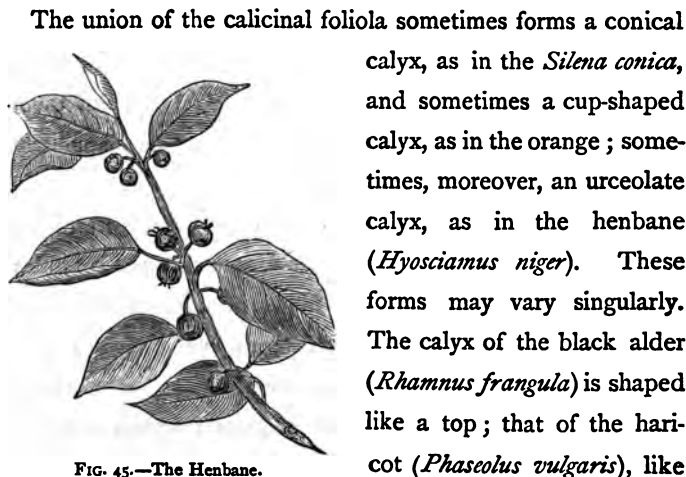 The union of the calicinal foliola sometimes forms a conical
calyx, as in the Silena conica,
and sometimes a cup-shaped
calyx, as in the orange ; some-
times, moreover, an urceolate
calyx, as in the henbane
(Hyosciamus niger). These
forms may vary singularly.
The calyx of the black alder
(Rhamnus frangula) is shaped
like a top ; that of the hari-
cot (Phaseolus vulgaris), like
FIG. 45.—The Henbane.